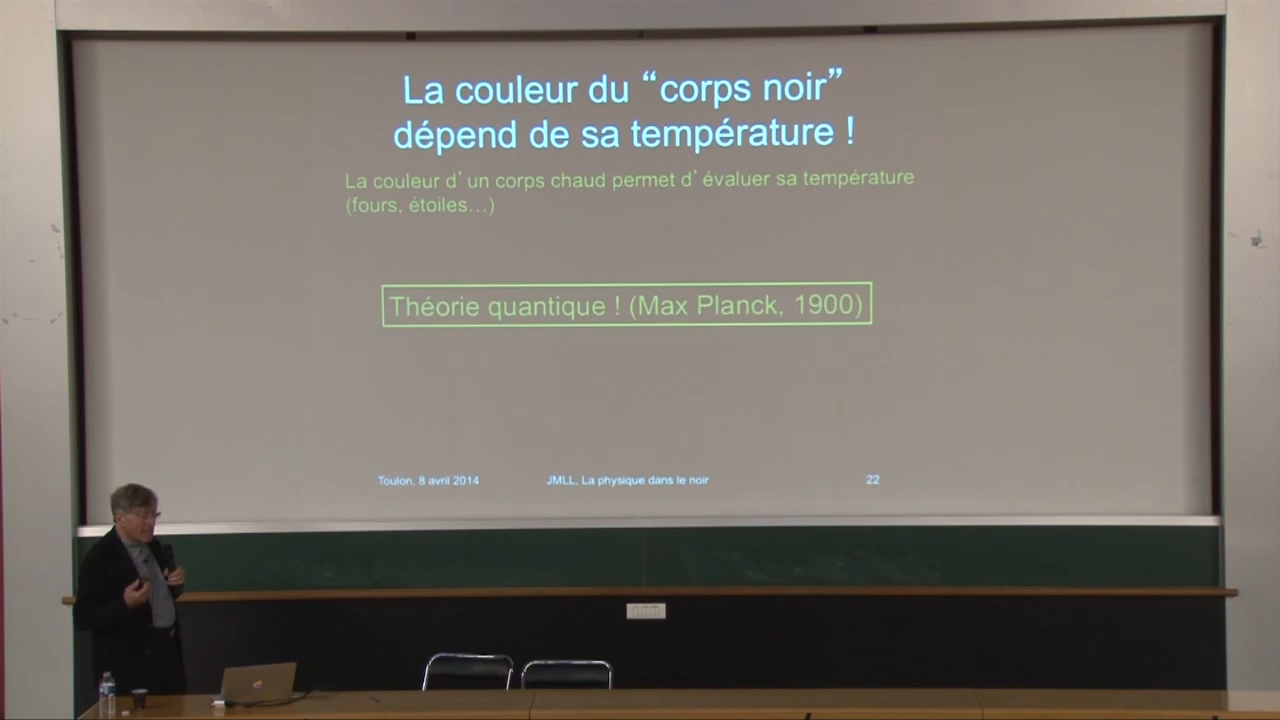 La couleur du “corps noir”
dépend de sa température !
La couleur d’un corps chaud permet d’évaluer sa température
(fours, étoiles…)
Théorie quantique ! (Max Planck, 1900)
Toulon, 8 avril 2014 JMLL, La physique dans le noir 22